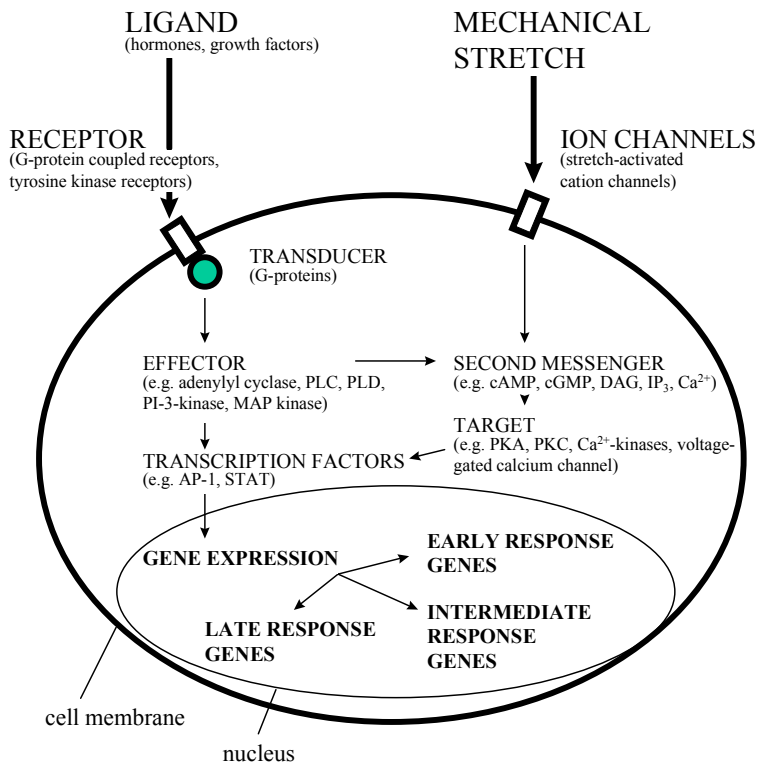 LIGAND
(hormones, growth factors)
MECHANICAL
STRETCH
RECEPTOR
(G-protein coupled receptors,
tyrosine kinase receptors)
ION CHANNELS
(stretch-activated
cation channels)
TRANSDUCER
(G-proteins)
EFFECTOR
(e.g. adenylyl cyclase, PLC, PLD,
PI-3-kinase, MAP kinase)
SECOND MESSENGER
(e.g. cAMP, cGMP, DAG, IP₃, Ca²⁺)
TARGET
(e.g. PKA, PKC, Ca²⁺-kinases, voltage-
gated calcium channel)
TRANSCRIPTION FACTORS
(e.g. AP-1, STAT)
GENE EXPRESSION
EARLY RESPONSE
GENES
LATE RESPONSE
GENES
INTERMEDIATE
RESPONSE
GENES
cell membrane
nucleus